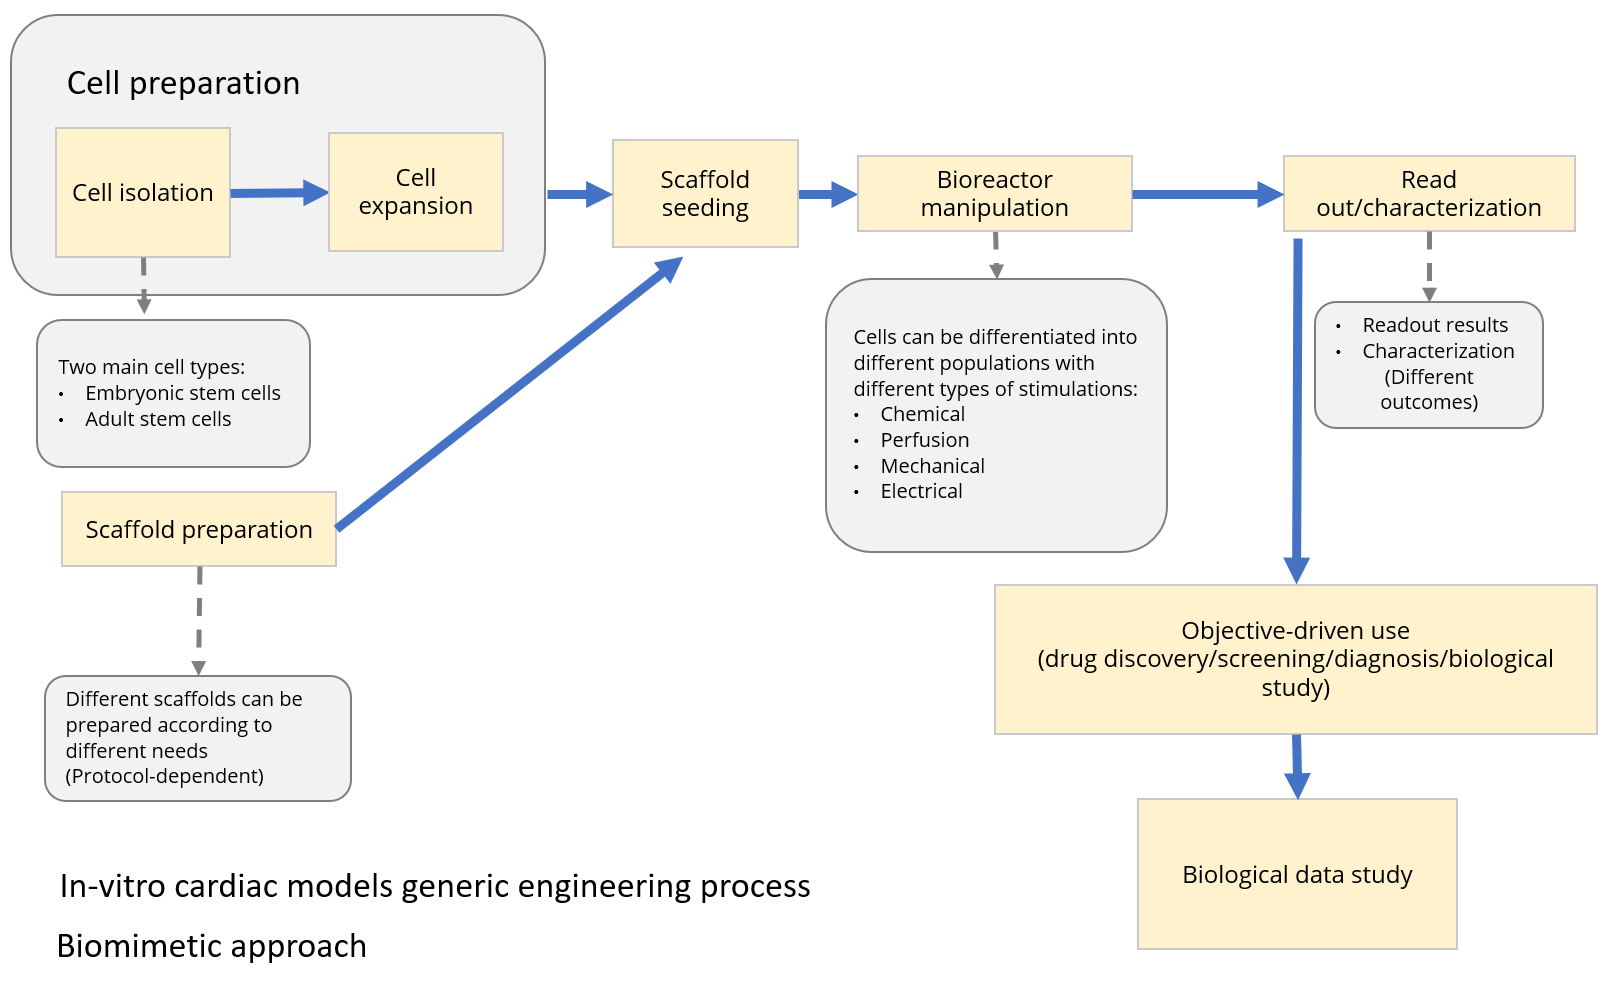 Cell preparation
Cell isolation
Cell
expansion
Scaffold
seeding
Bioreactor
manipulation
Read
out/characterization
Two main cell types:
• Embryonic stem cells
• Adult stem cells
Cells can be differentiated into
different populations with
different types of stimulations:
• Chemical
• Perfusion
• Mechanical
• Electrical
• Readout results
• Characterization
(Different
outcomes)
Scaffold preparation
Different scaffolds can be
prepared according to
different needs
(Protocol-dependent)
Objective-driven use
(drug discovery/screening/diagnosis/biological
study)
Biological data study
In-vitro cardiac models generic engineering process
Biomimetic approach